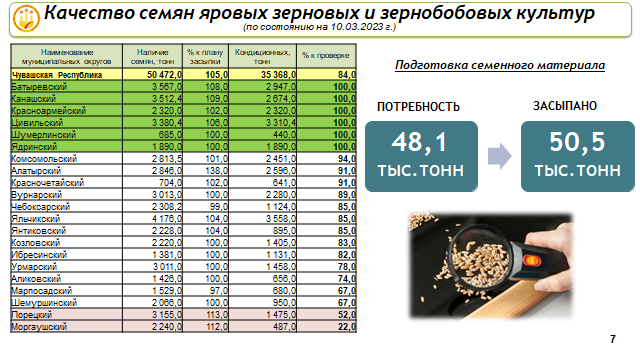 Качество семян яровых зерновых и зернобобовых культур
(по состоянию на 10.03.2023 г.)
Наименование муниципальных округов | Наличие семян, тонн | % к плану засыпки | Кондиционных, тонн | % к проверке
Чувашская Республика 50 472,0 105,0 35 368,0 84,0
Батыревский 3 567,0 108,0 2 947,0 100,0
Канашский 3 512,4 109,0 2 674,0 100,0
Красноармейский 2 320,0 102,0 2 320,0 100,0
Цивильский 3 380,4 106,0 3 310,4 100,0
Шумерлинский 685,0 100,0 440,0 100,0
Ядринский 1 890,0 100,0 1 890,0 100,0
Комсомольский 2 813,5 101,0 2 451,0 94,0
Алатырский 2 846,0 138,0 2 596,0 91,0
Красночетайский 704,0 102,0 641,0 91,0
Вурнарский 3 013,0 100,0 2 280,0 89,0
Чебоксарский 2 308,2 99,0 1 124,0 85,0
Яльчикский 4 176,0 104,0 3 558,0 85,0
Янтиковский 2 228,0 104,0 895,0 85,0
Козловский 2 220,0 100,0 1 405,0 83,0
Ибресинский 1 381,0 100,0 1 131,0 82,0
Урмарский 3 011,0 100,0 1 458,0 78,0
Аликовский 1 426,0 100,0 656,0 74,0
Марпосадский 1 529,0 97,0 680,0 67,0
Шемуршинский 2 066,0 100,0 950,0 67,0
Порецкий 3 155,0 113,0 1 475,0 52,0
Моргаушский 2 240,0 112,0 487,0 22,0
Подготовка семенного материала
ПОТРЕБНОСТЬ
48,1
ТЫС.ТОНН
ЗАСЫПАНО
50,5
ТЫС.ТОНН
7